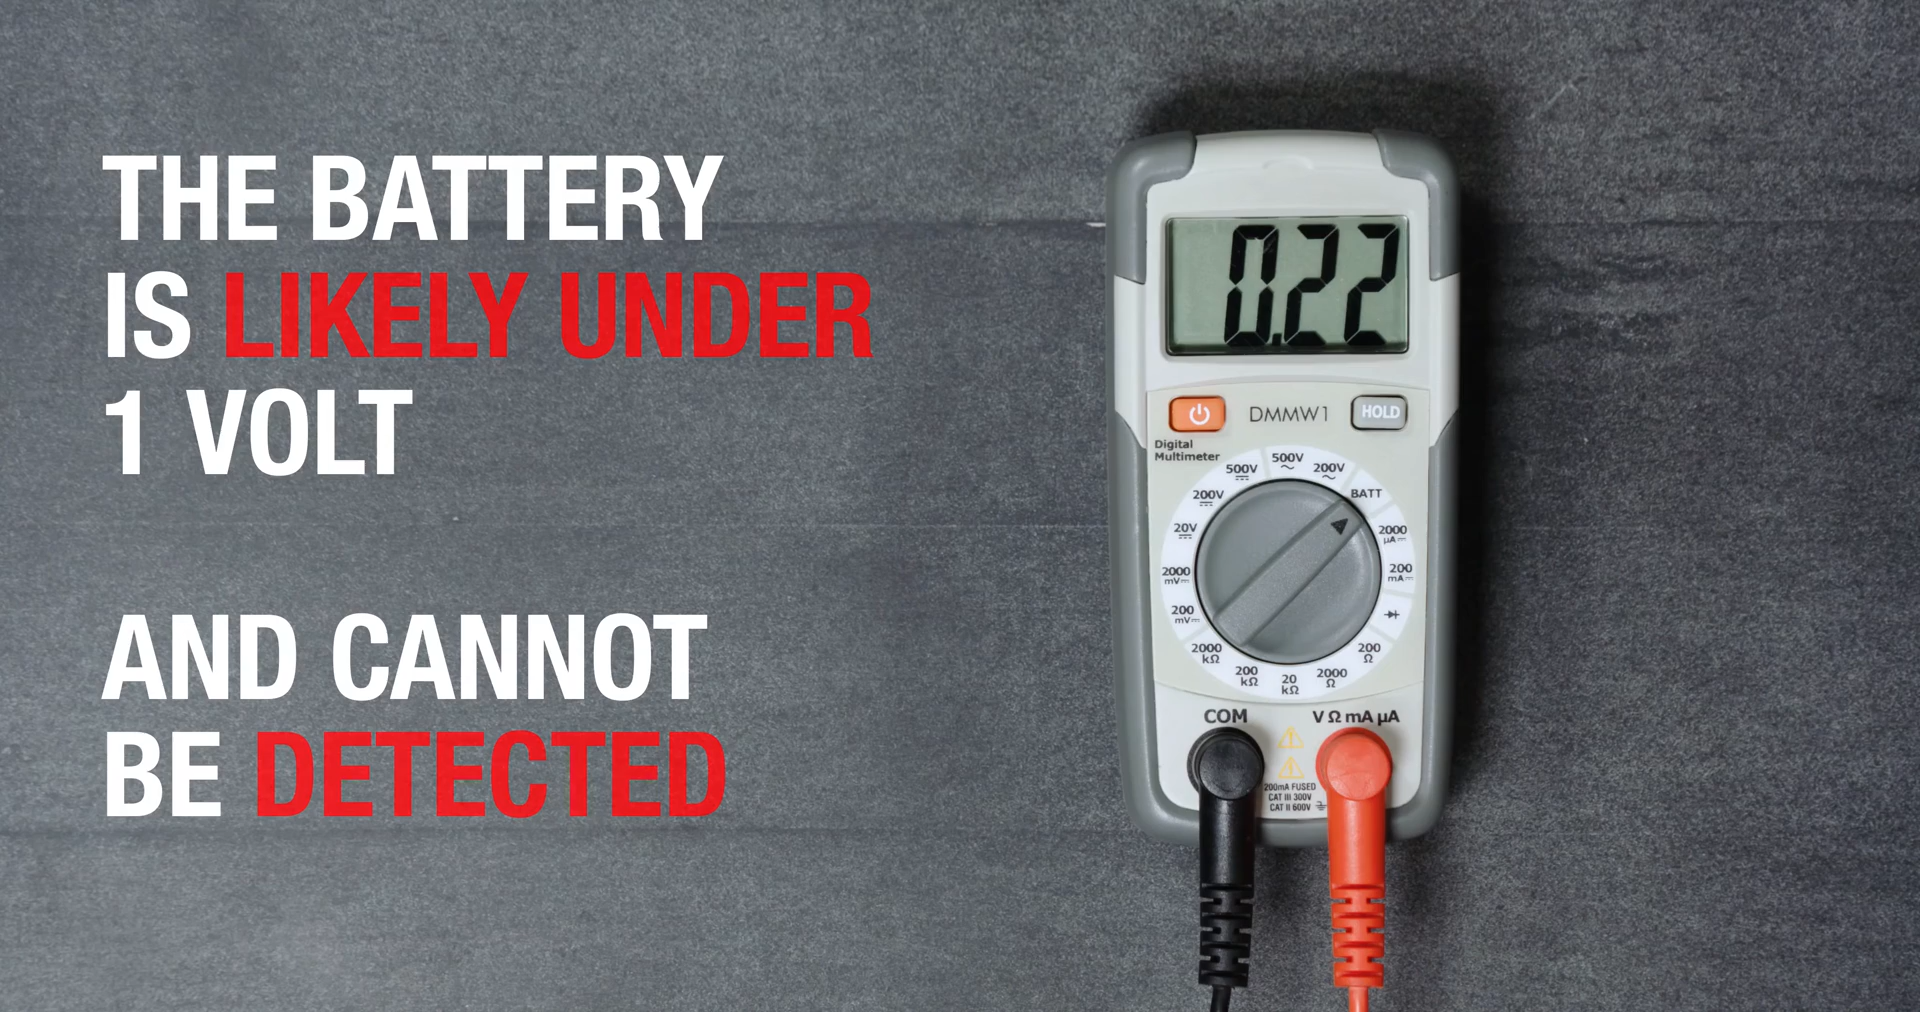 THE BATTERY
IS LIKELY UNDER
1 VOLT
AND CANNOT
BE DETECTED
0.22
DMMW1
HOLD
Digital
Multimeter
500V
500V
200V
BATT
200V
20V
2000
mV
200
mV
2000
kΩ
200
kΩ
20
kΩ
2000
Ω
200
Ω
200
mA
2000
µA
COM
V Ω mA µA
200mA FUSED
CAT III 300V
CAT II 600V